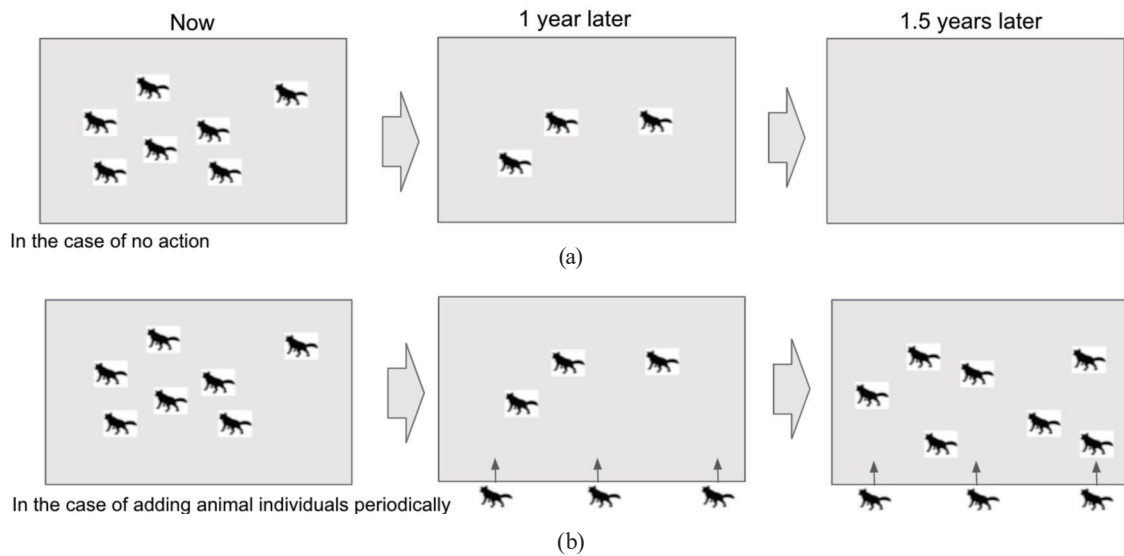 Now
1 year later
1.5 years later
In the case of no action
(a)
In the case of adding animal individuals periodically
(b)